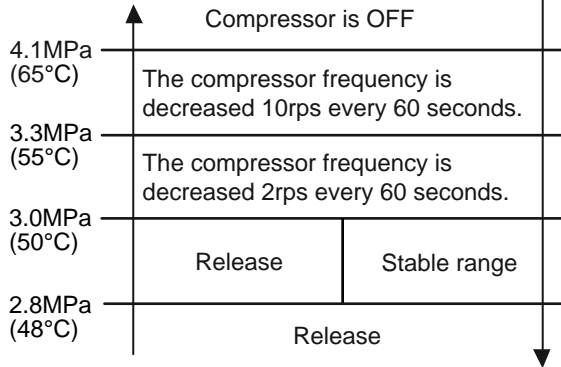 Compressor is OFF
4.1MPa
(65°C)
The compressor frequency is
decreased 10rps every 60 seconds.
3.3MPa
(55°C)
The compressor frequency is
decreased 2rps every 60 seconds.
3.0MPa
(50°C)
Release
Stable range
2.8MPa
(48°C)
Release